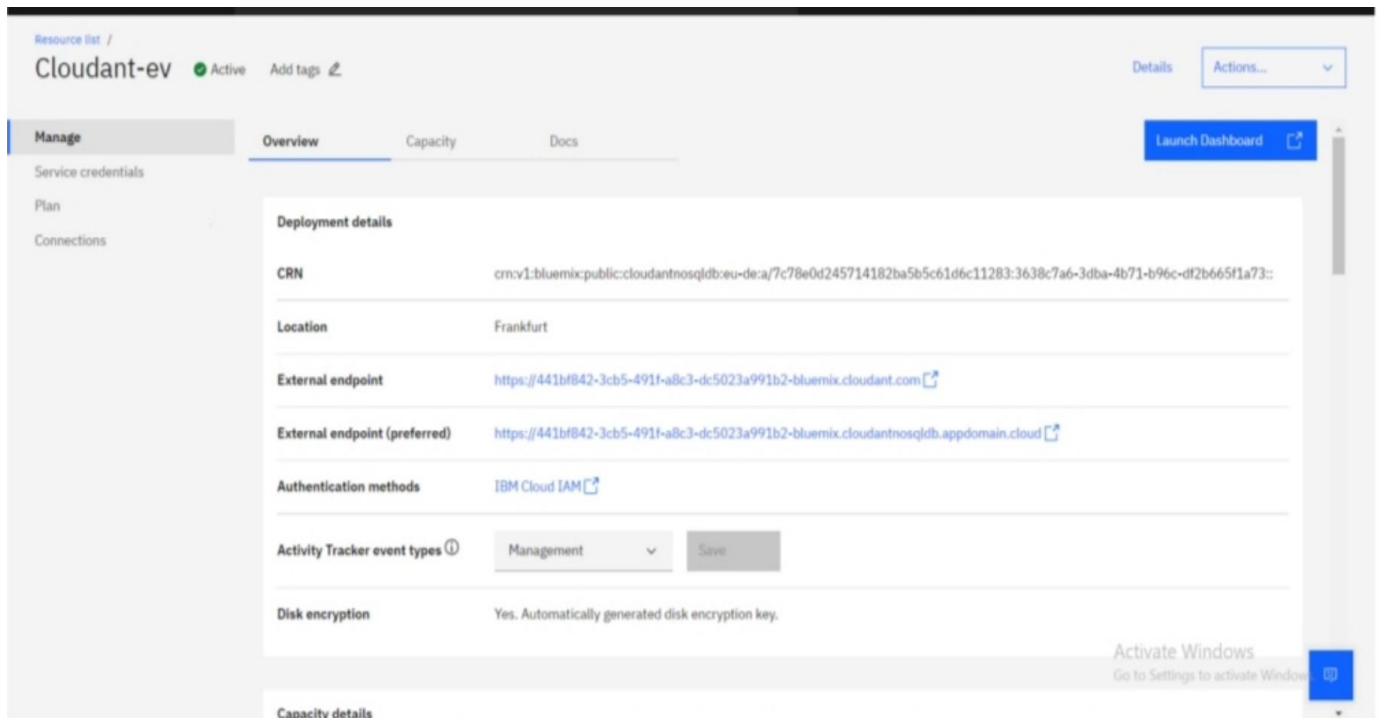 Resource list /
Cloudant-ev Active Add tags
Details Actions...
Manage
Service credentials
Plan
Connections
Overview Capacity Docs
Launch Dashboard
Deployment details
CRN crn:v1:bluemix:public:cloudantnosqldb:eu-de:a/7c78e0d245714182ba5b5c61d6c11283:3638c7a6-3dba-4b71-b96c-df2b665f1a73::
Location Frankfurt
External endpoint https://441bf842-3cb5-491f-a8c3-dc5023a991b2-bluemix.cloudant.com
External endpoint (preferred) https://441bf842-3cb5-491f-a8c3-dc5023a991b2-bluemix.cloudantnosqldb.appdomain.cloud
Authentication methods IBM Cloud IAM
Activity Tracker event types Management Save
Disk encryption Yes. Automatically generated disk encryption key.
Activate Windows
Go to Settings to activate Window
Capacity details